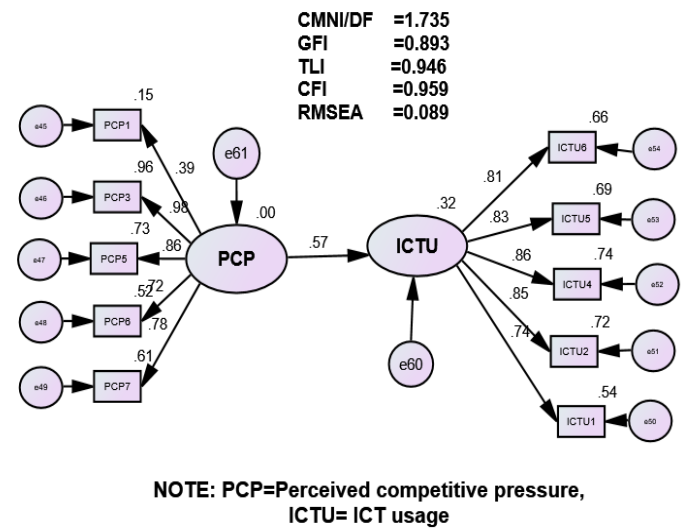 CMNI/DF =1.735
GFI =0.893
TLI =0.946
CFI =0.959
RMSEA =0.089
.15
e45 PCP1
.39
e61
.66
ICTU6 e54
.81
.96
e46 PCP3
.98
.00
.32
.69
.83
ICTU5 e53
.73
e47 PCP5
.86
PCP
.57
ICTU
.86
.74
ICTU4 e52
.52
.72
e48 PCP6
.85
.72
ICTU2 e51
.78
.74
.61
e49 PCP7
e60
.54
ICTU1 e50
NOTE: PCP=Perceived competitive pressure,
ICTU= ICT usage